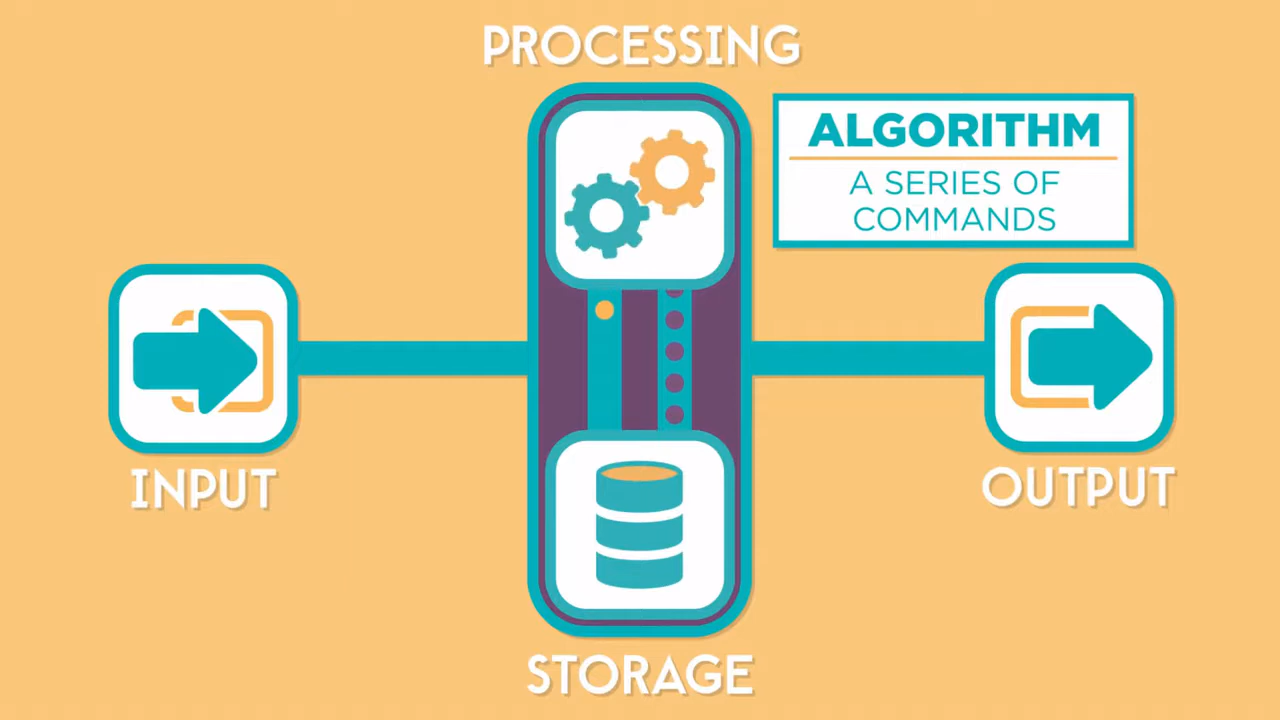 PROCESSING
ALGORITHM
A SERIES OF
COMMANDS
INPUT
OUTPUT
STORAGE